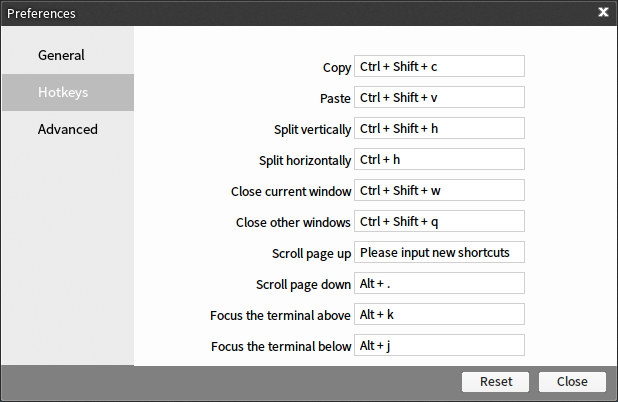 Preferences
General
Hotkeys
Advanced
Copy Ctrl + Shift + c
Paste Ctrl + Shift + v
Split vertically Ctrl + Shift + h
Split horizontally Ctrl + h
Close current window Ctrl + Shift + w
Close other windows Ctrl + Shift + q
Scroll page up Please input new shortcuts
Scroll page down Alt + .
Focus the terminal above Alt + k
Focus the terminal below Alt + j
Reset Close